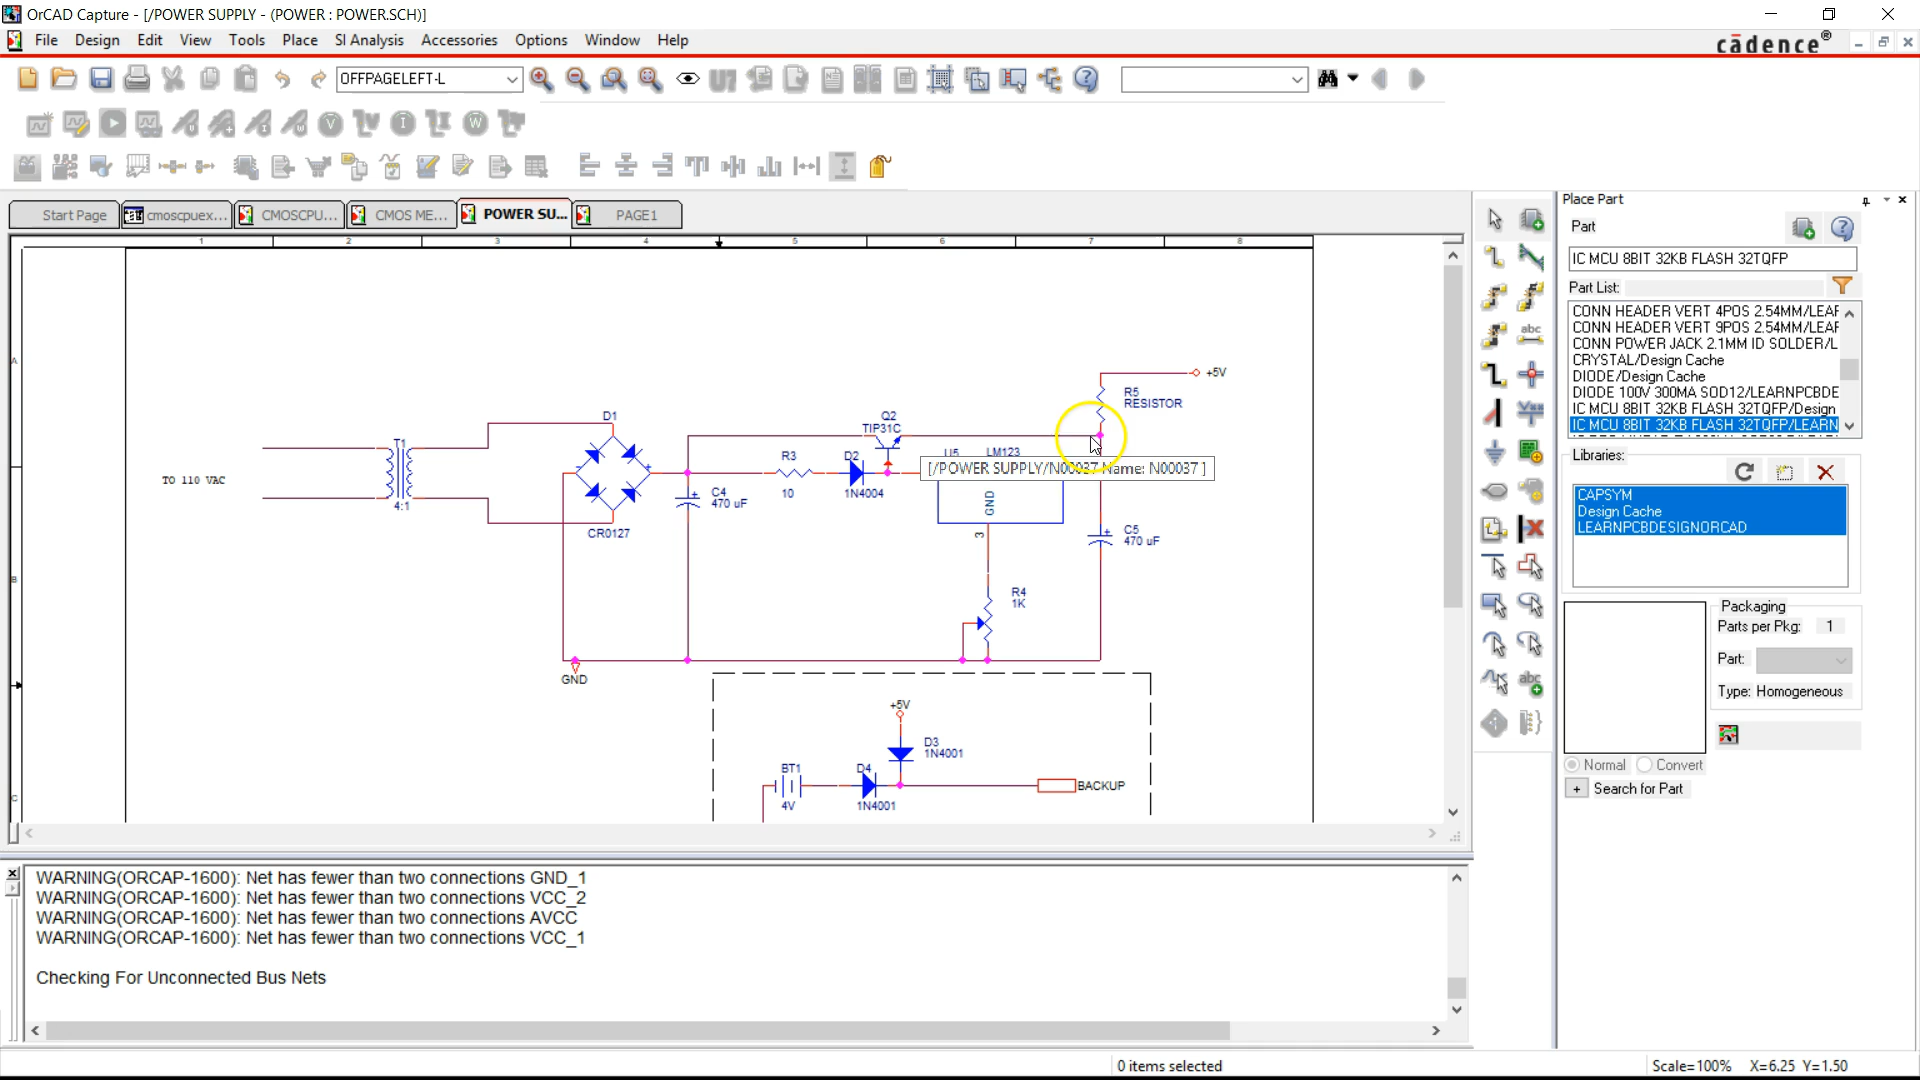 OrCAD Capture - [/POWER SUPPLY - (POWER : POWER.SCH)]
File Design Edit View Tools Place SI Analysis Accessories Options Window Help
cādence®
OFFPAGELEFT-L
U?
Start Page cmoscpuex... CMOSCPU... CMOS ME... POWER SU... PAGE1
1 2 3 4 5 6 7 8
A
B
C
+5V
R5
RESISTOR
D1
Q2
TIP31C
T1
4:1
TO 110 VAC
R3
10
D2
1N4004
U5 LM123
[/POWER SUPPLY/N00037 Name: N00037 ]
GND
3
C4
470 uF
CR0127
C5
470 uF
R4
1K
GND
+5V
D3
1N4001
BT1
4V
D4
1N4001
BACKUP
Place Part
Part
IC MCU 8BIT 32KB FLASH 32TQFP
Part List:
CONN HEADER VERT 4POS 2.54MM/LEAF
CONN HEADER VERT 9POS 2.54MM/LEAF
CONN POWER JACK 2.1MM ID SOLDER/L
CRYSTAL/Design Cache
DIODE/Design Cache
DIODE 100V 300MA SOD12/LEARNPCBDE
IC MCU 8BIT 32KB FLASH 32TQFP/Design
IC MCU 8BIT 32KB FLASH 32TQFP/LEARN
Libraries:
CAPSYM
Design Cache
LEARNPCBDESIGNORCAD
Packaging
Parts per Pkg: 1
Part:
Type: Homogeneous
Normal Convert
+ Search for Part
WARNING(ORCAP-1600): Net has fewer than two connections GND_1
WARNING(ORCAP-1600): Net has fewer than two connections VCC_2
WARNING(ORCAP-1600): Net has fewer than two connections AVCC
WARNING(ORCAP-1600): Net has fewer than two connections VCC_1
Checking For Unconnected Bus Nets
0 items selected
Scale=100% X=6.25 Y=1.50